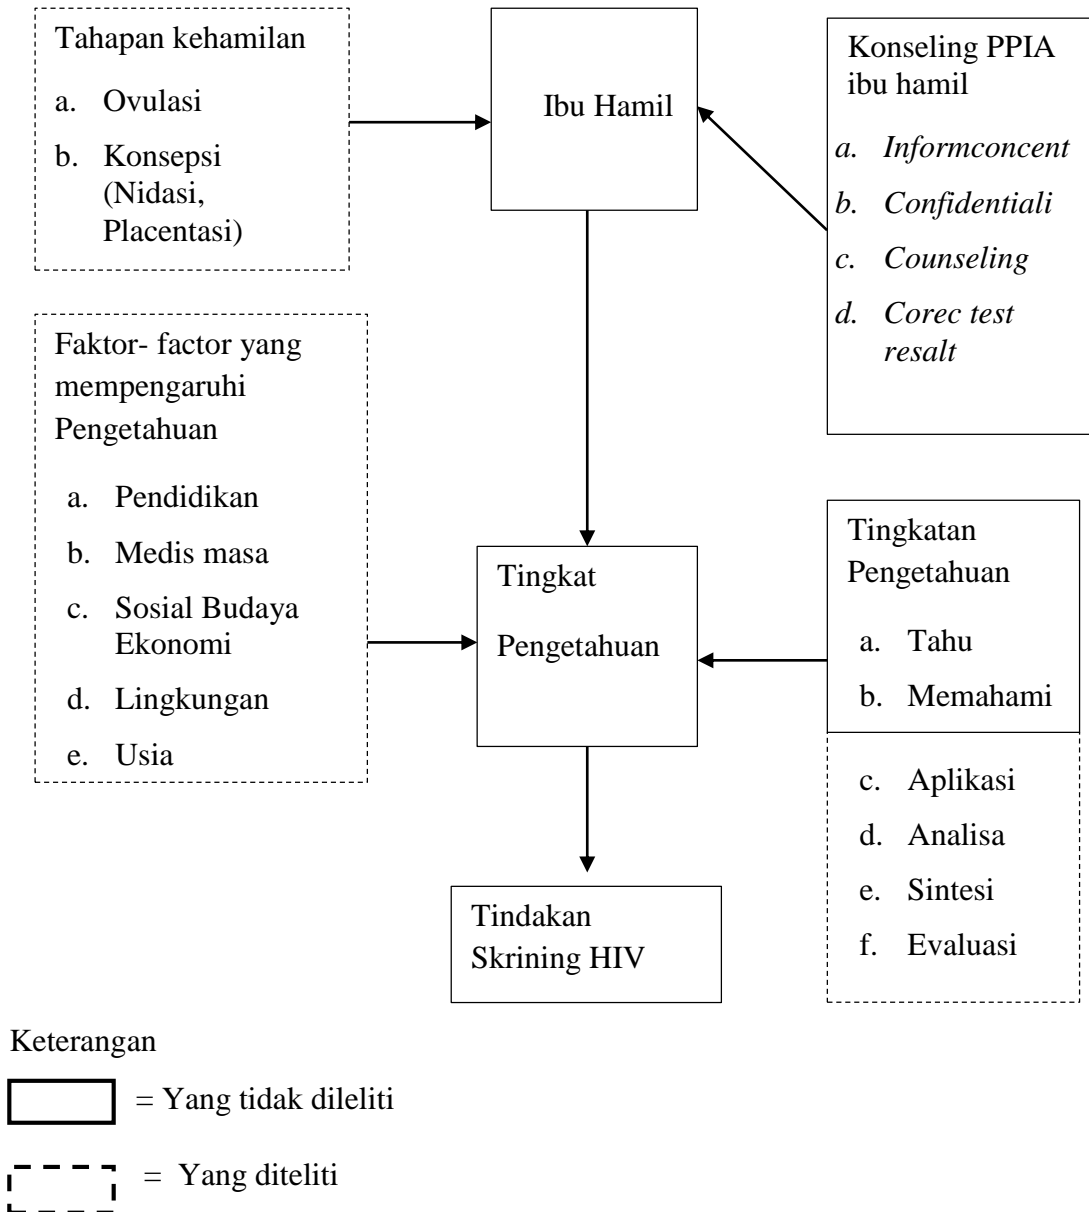 Tahapan kehamilan
a. Ovulasi
b. Konsepsi
(Nidasi,
Placentasi)
Ibu Hamil
Konseling PPIA
ibu hamil
a. Informconcent
b. Confidentiali
c. Counseling
d. Corec test
resalt
Faktor- factor yang
mempengaruhi
Pengetahuan
a. Pendidikan
b. Medis masa
c. Sosial Budaya
Ekonomi
d. Lingkungan
e. Usia
Tingkat
Pengetahuan
Tingkatan
Pengetahuan
a. Tahu
b. Memahami
c. Aplikasi
d. Analisa
e. Sintesi
f. Evaluasi
Tindakan
Skrining HIV
Keterangan
= Yang tidak dileliti
= Yang diteliti